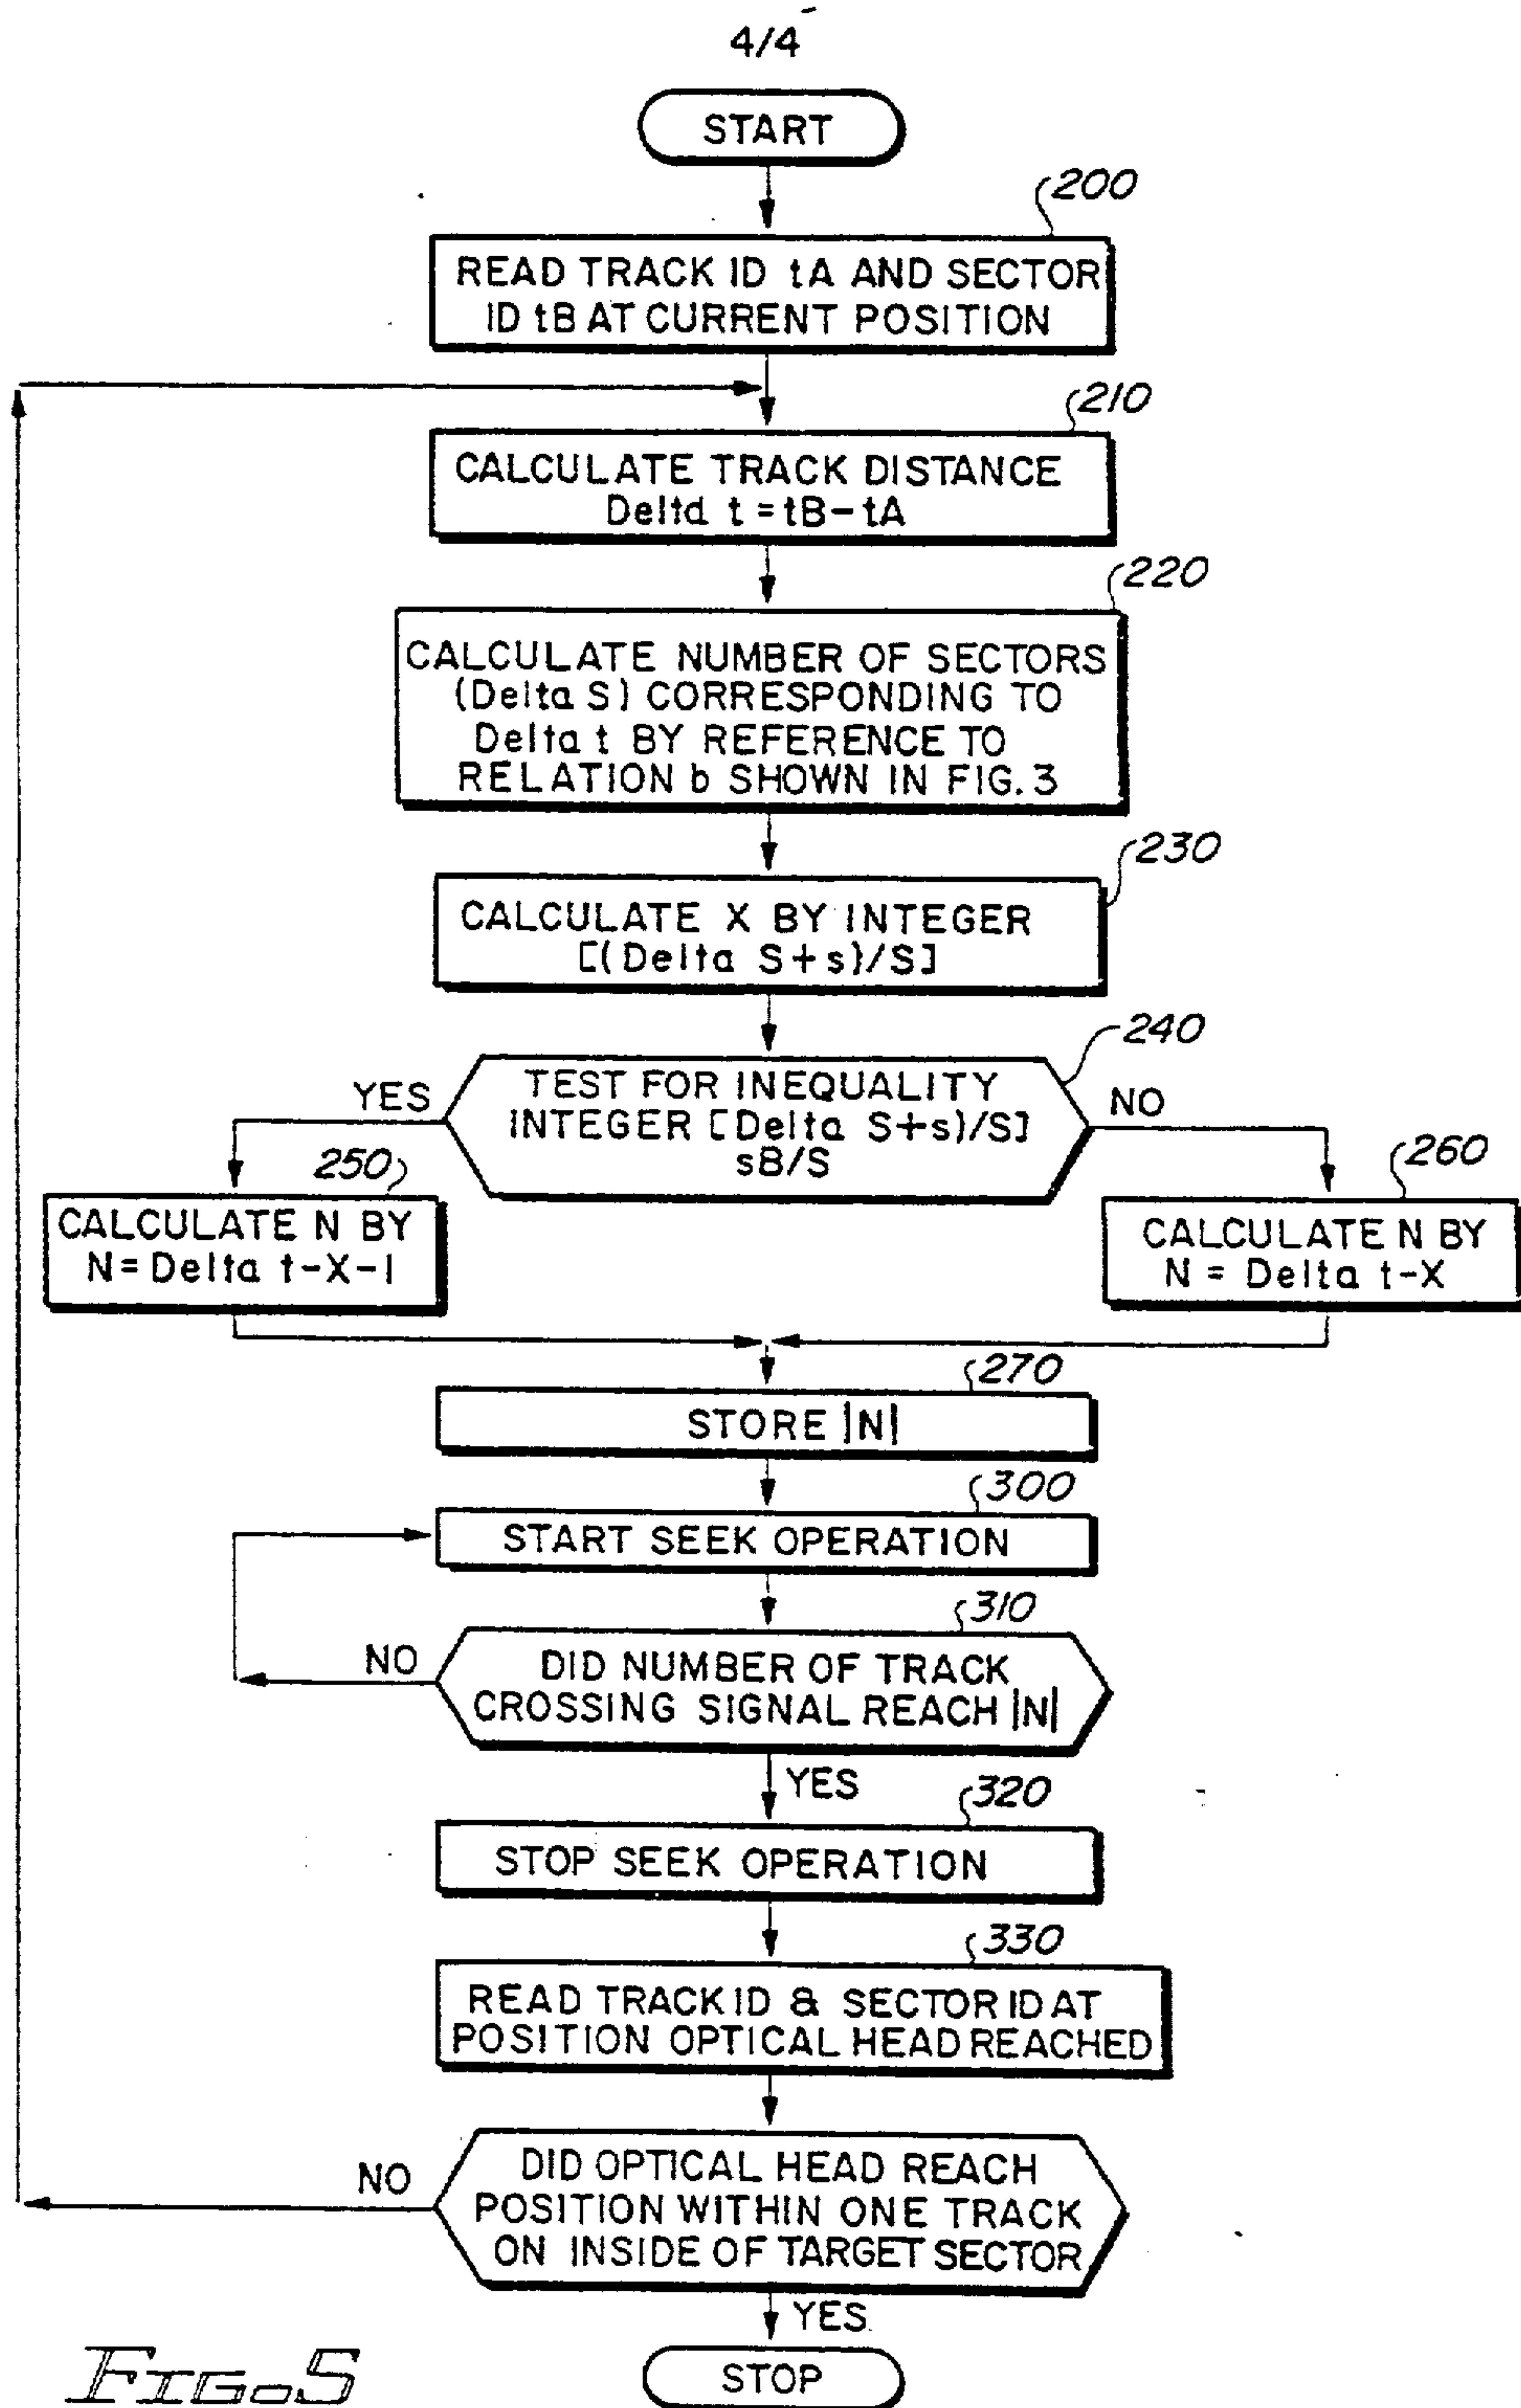 4/4
START
200
READ TRACK ID tA AND SECTOR
ID tB AT CURRENT POSITION
210
CALCULATE TRACK DISTANCE
Delta t = tB-tA
220
CALCULATE NUMBER OF SECTORS
(Delta S) CORRESPONDING TO
Delta t BY REFERENCE TO
RELATION b SHOWN IN FIG. 3
230
CALCULATE X BY INTEGER
[(Delta S+s)/S]
240
TEST FOR INEQUALITY
INTEGER [Delta S+s)/S]
sB/S
YES
NO
250
CALCULATE N BY
N= Delta t-X-1
260
CALCULATE N BY
N = Delta t-X
270
STORE |N|
300
START SEEK OPERATION
310
DID NUMBER OF TRACK
CROSSING SIGNAL REACH |N|
NO
YES
320
STOP SEEK OPERATION
330
READ TRACK ID & SECTOR ID AT
POSITION OPTICAL HEAD REACHED
DID OPTICAL HEAD REACH
POSITION WITHIN ONE TRACK
ON INSIDE OF TARGET SECTOR
NO
YES
STOP
FIG. 5